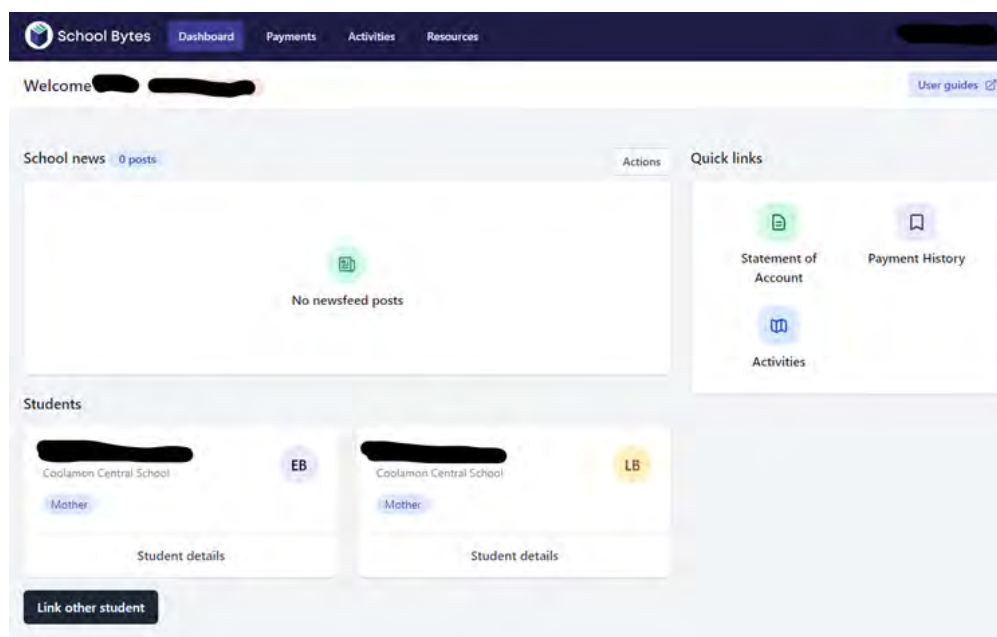 School Bytes Dashboard Payments Activities Resources
Welcome
User guides
School news 0 posts
Actions
Quick links
No newsfeed posts
Statement of
Account
Payment History
Activities
Students
Coolamon Central School
EB
Mother
Student details
Coolamon Central School
LB
Mother
Student details
Link other student